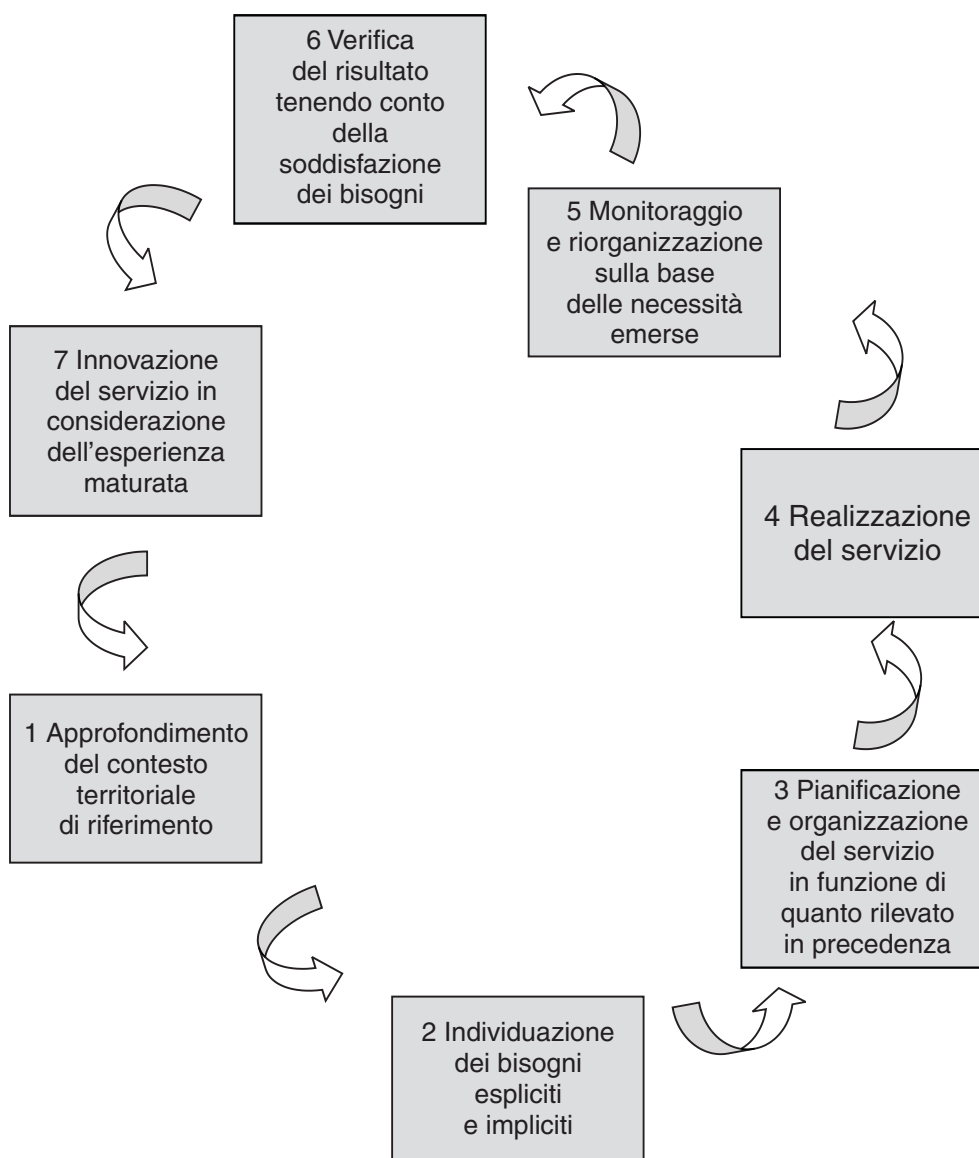 6 Verifica
del risultato
tenendo conto
della
soddisfazione
dei bisogni
5 Monitoraggio
e riorganizzazione
sulla base
delle necessità
emerse
7 Innovazione
del servizio in
considerazione
dell’esperienza
maturata
4 Realizzazione
del servizio
1 Approfondimento
del contesto
territoriale
di riferimento
3 Pianificazione
e organizzazione
del servizio
in funzione di
quanto rilevato
in precedenza
2 Individuazione
dei bisogni
espliciti
e impliciti